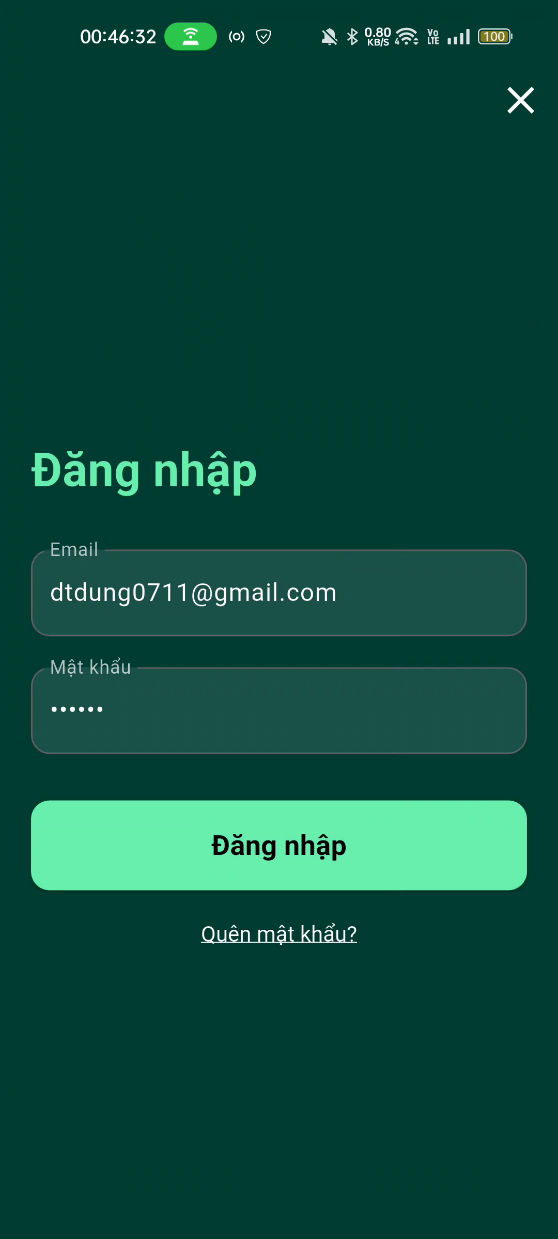 00:46:32 0.80 KB/S 4 Vo LTE 100
Đăng nhập
Email
dtdung0711@gmail.com
Mật khẩu
••••••
Đăng nhập
Quên mật khẩu?